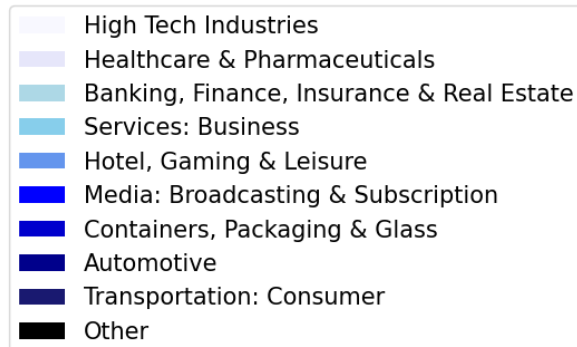 High Tech Industries
Healthcare & Pharmaceuticals
Banking, Finance, Insurance & Real Estate
Services: Business
Hotel, Gaming & Leisure
Media: Broadcasting & Subscription
Containers, Packaging & Glass
Automotive
Transportation: Consumer
Other